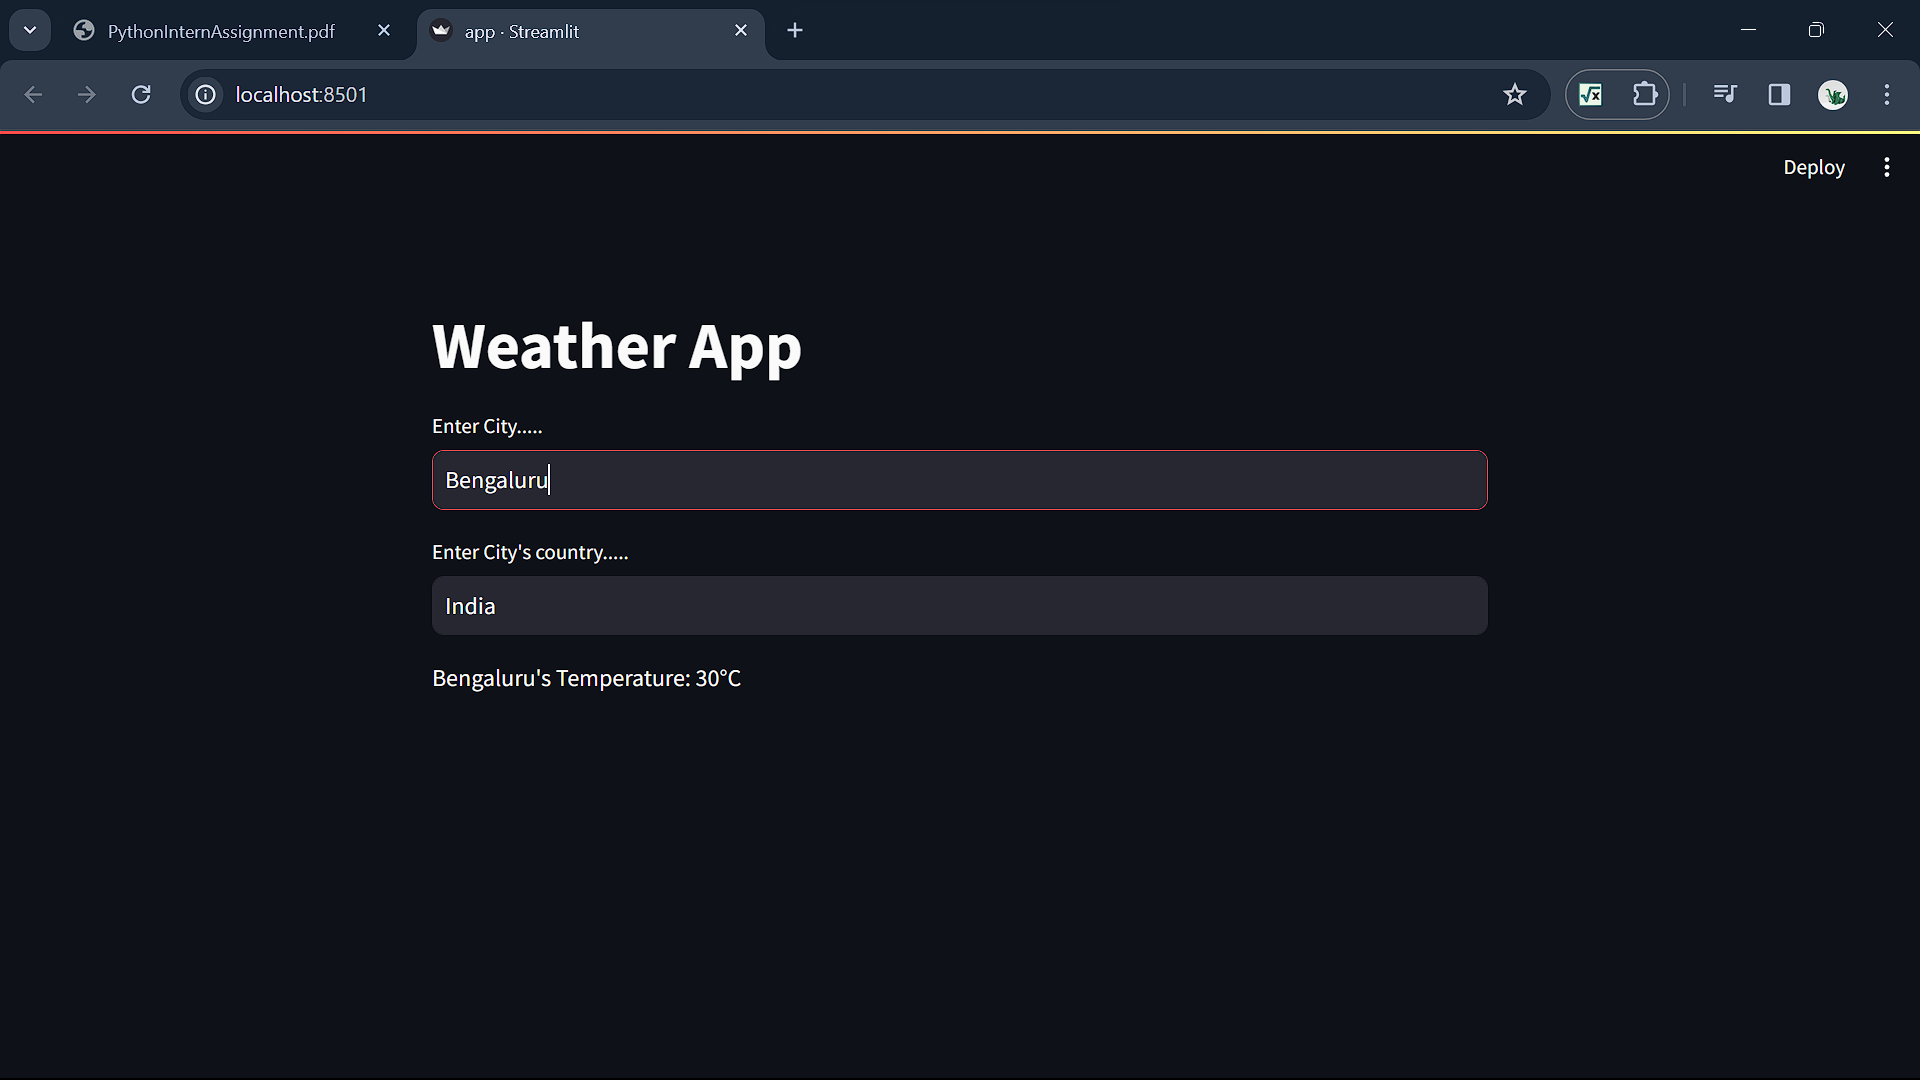 PythonInternAssignment.pdf
app · Streamlit
localhost:8501
√x
Deploy
Weather App
Enter City.....
Bengaluru
Enter City's country.....
India
Bengaluru's Temperature: 30°C